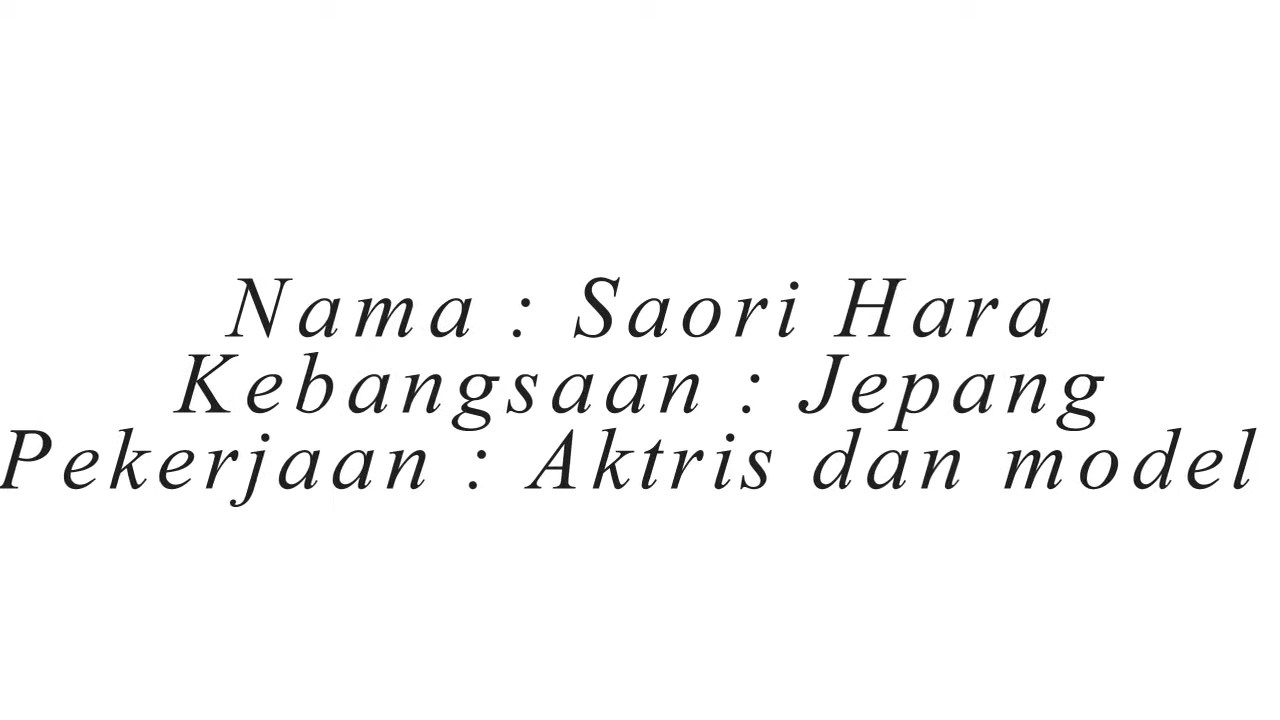 Nama : Saori Hara
Kebangsaan : Jepang
Pekerjaan : Aktris dan model